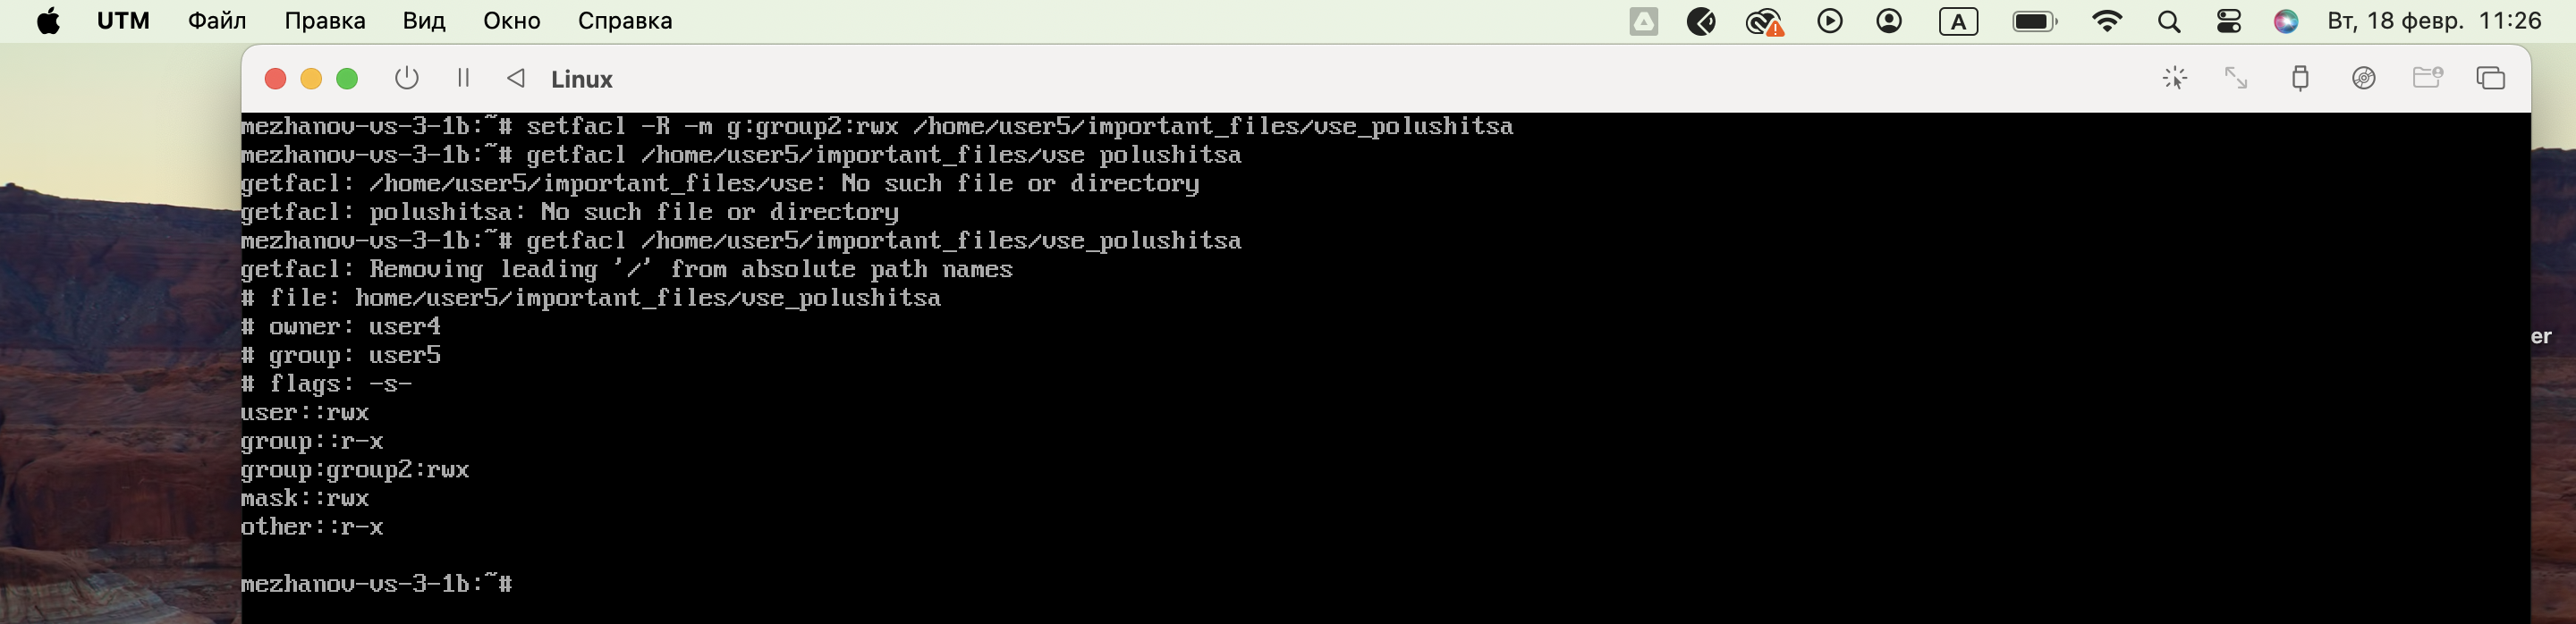 UTM Файл Правка Вид Окно Справка A Вт, 18 февр. 11:26
Linux
mezhanov-vs-3-1b:~# setfacl -R -m g:group2:rwx /home/user5/important_files/vse_polushitsa
mezhanov-vs-3-1b:~# getfacl /home/user5/important_files/vse polushitsa
getfacl: /home/user5/important_files/vse: No such file or directory
getfacl: polushitsa: No such file or directory
mezhanov-vs-3-1b:~# getfacl /home/user5/important_files/vse_polushitsa
getfacl: Removing leading '/' from absolute path names
# file: home/user5/important_files/vse_polushitsa
# owner: user4
er
# group: user5
# flags: -s-
user::rwx
group::r-x
group:group2:rwx
mask::rwx
other::r-x
mezhanov-vs-3-1b:~#